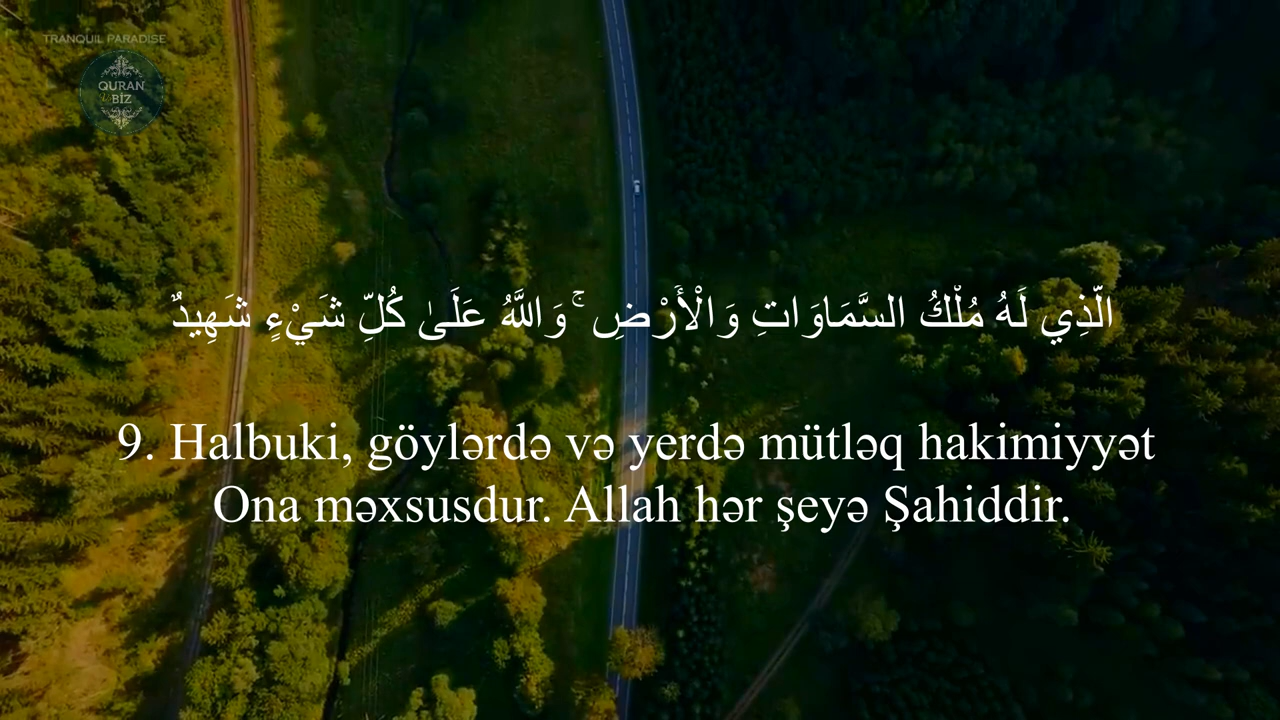 TRANQUIL PARADISE
QURAN
BİZ
الَّذِي لَهُ مُلْكُ السَّمَاوَاتِ وَالْأَرْضِ ۚ وَاللَّهُ عَلَىٰ كُلِّ شَيْءٍ شَهِيدٌ
9. Halbuki, göylərdə və yerdə mütləq hakimiyyət
Ona məxsusdur. Allah hər şeyə Şahiddir.